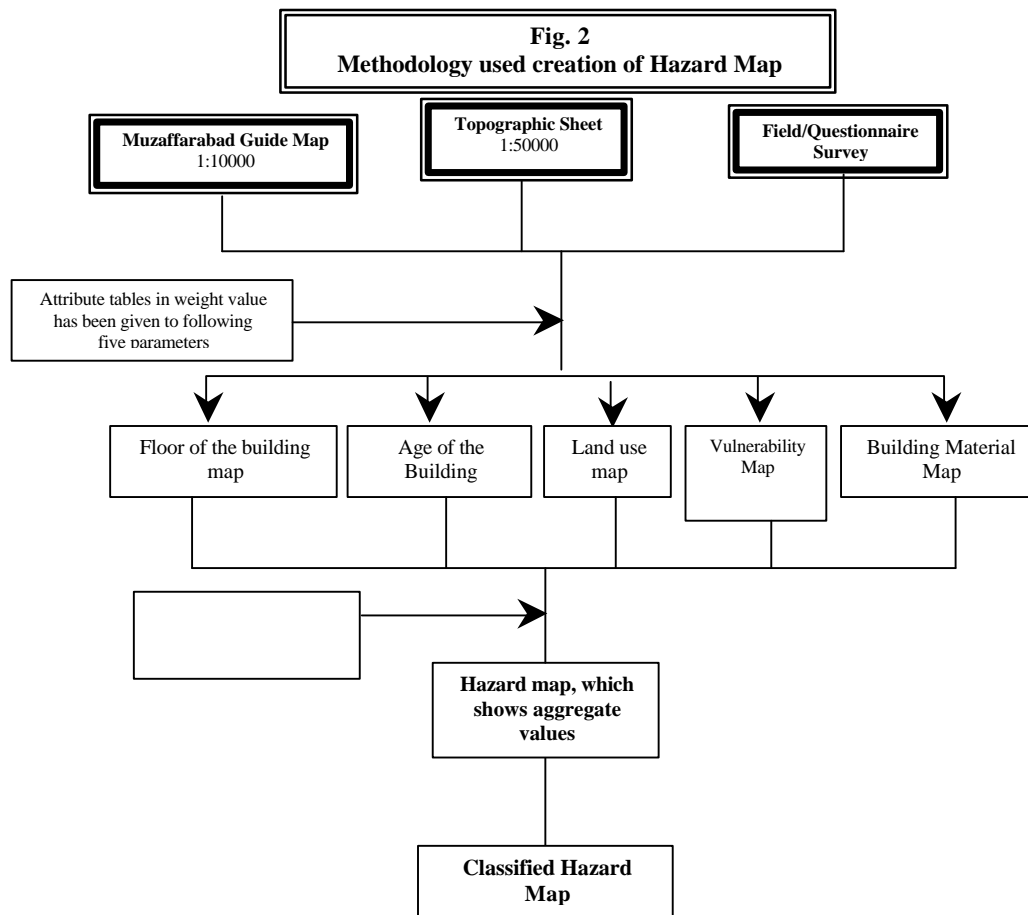 Fig. 2
Methodology used creation of Hazard Map
Muzaffarabad Guide Map
1:10000
Topographic Sheet
1:50000
Field/Questionnaire
Survey
Attribute tables in weight value
has been given to following
five parameters
Floor of the building
map
Age of the
Building
Land use
map
Vulnerability
Map
Building Material
Map
Hazard map, which
shows aggregate
values
Classified Hazard
Map